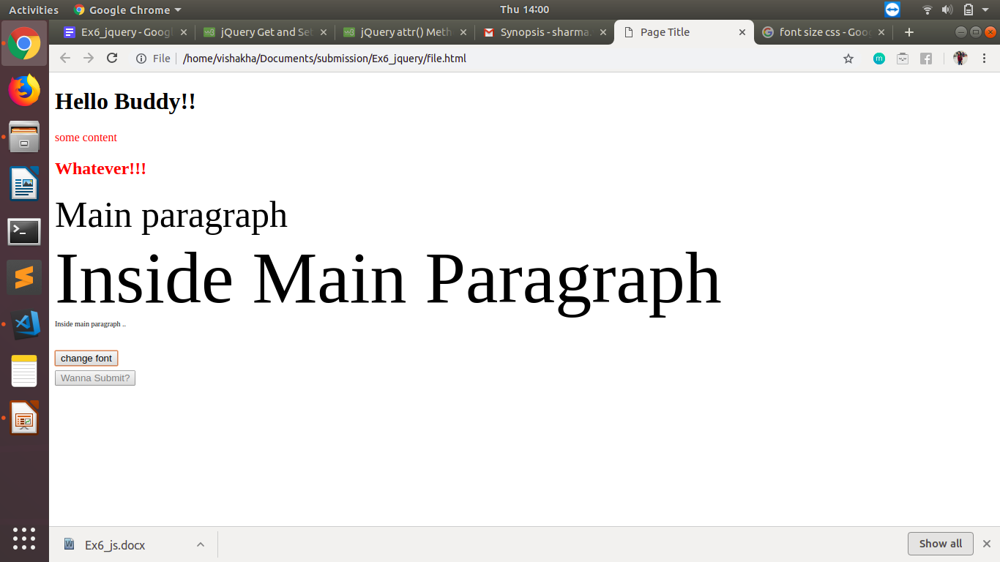 Activities Google Chrome Thu 14:00
Ex6_jquery - Goog jQuery Get and Set jQuery attr() Meth Synopsis - sharma. Page Title font size css - Goog
File /home/vishakha/Documents/submission/Ex6_jquery/file.html
Hello Buddy!!
some content
Whatever!!!
Main paragraph
Inside Main Paragraph
Inside main paragraph ..
change font
Wanna Submit?
Ex6_js.docx Show all